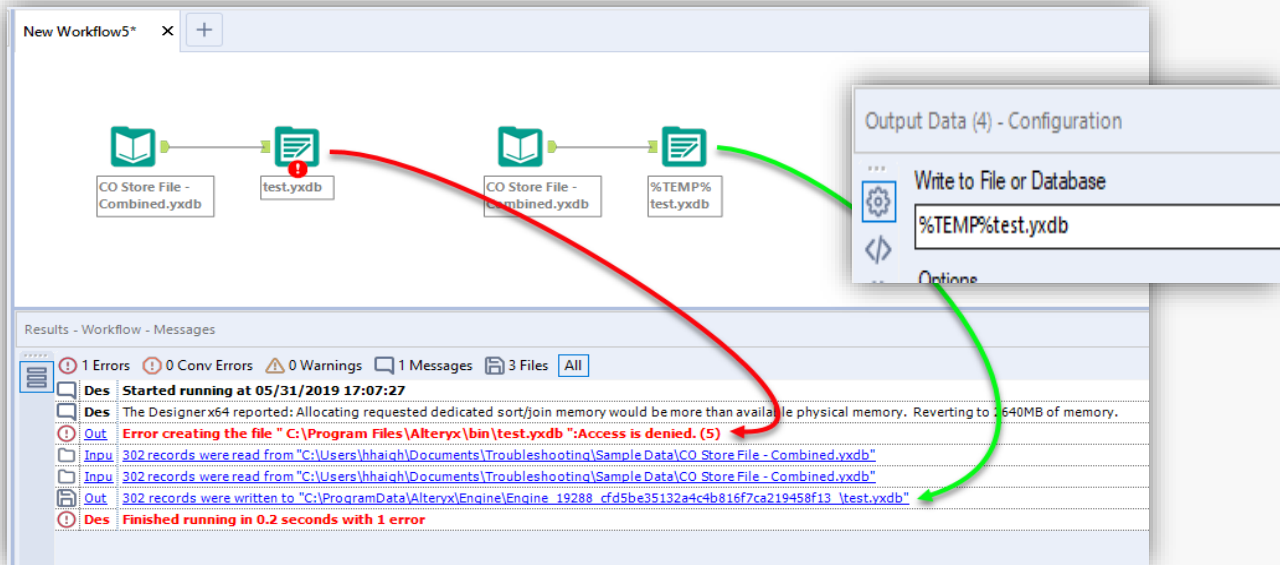 New Workflow5*
CO Store File -
Combined.yxdb
test.yxdb
CO Store File -
Combined.yxdb
%TEMP%
test.yxdb
Output Data (4) - Configuration
Write to File or Database
%TEMP%test.yxdb
Options
Results - Workflow - Messages
1 Errors 0 Conv Errors 0 Warnings 1 Messages 3 Files All
Des Started running at 05/31/2019 17:07:27
Des The Designer x64 reported: Allocating requested dedicated sort/join memory would be more than available physical memory. Reverting to 2640MB of memory.
Out Error creating the file " C:\Program Files\Alteryx\bin\test.yxdb ":Access is denied. (5)
Inpu 302 records were read from "C:\Users\hhaigh\Documents\Troubleshooting\Sample Data\CO Store File - Combined.yxdb"
Inpu 302 records were read from "C:\Users\hhaigh\Documents\Troubleshooting\Sample Data\CO Store File - Combined.yxdb"
Out 302 records were written to "C:\ProgramData\Alteryx\Engine\Engine_19288_cfd5be35132a4c4b816f7ca219458f13_\test.yxdb"
Des Finished running in 0.2 seconds with 1 error